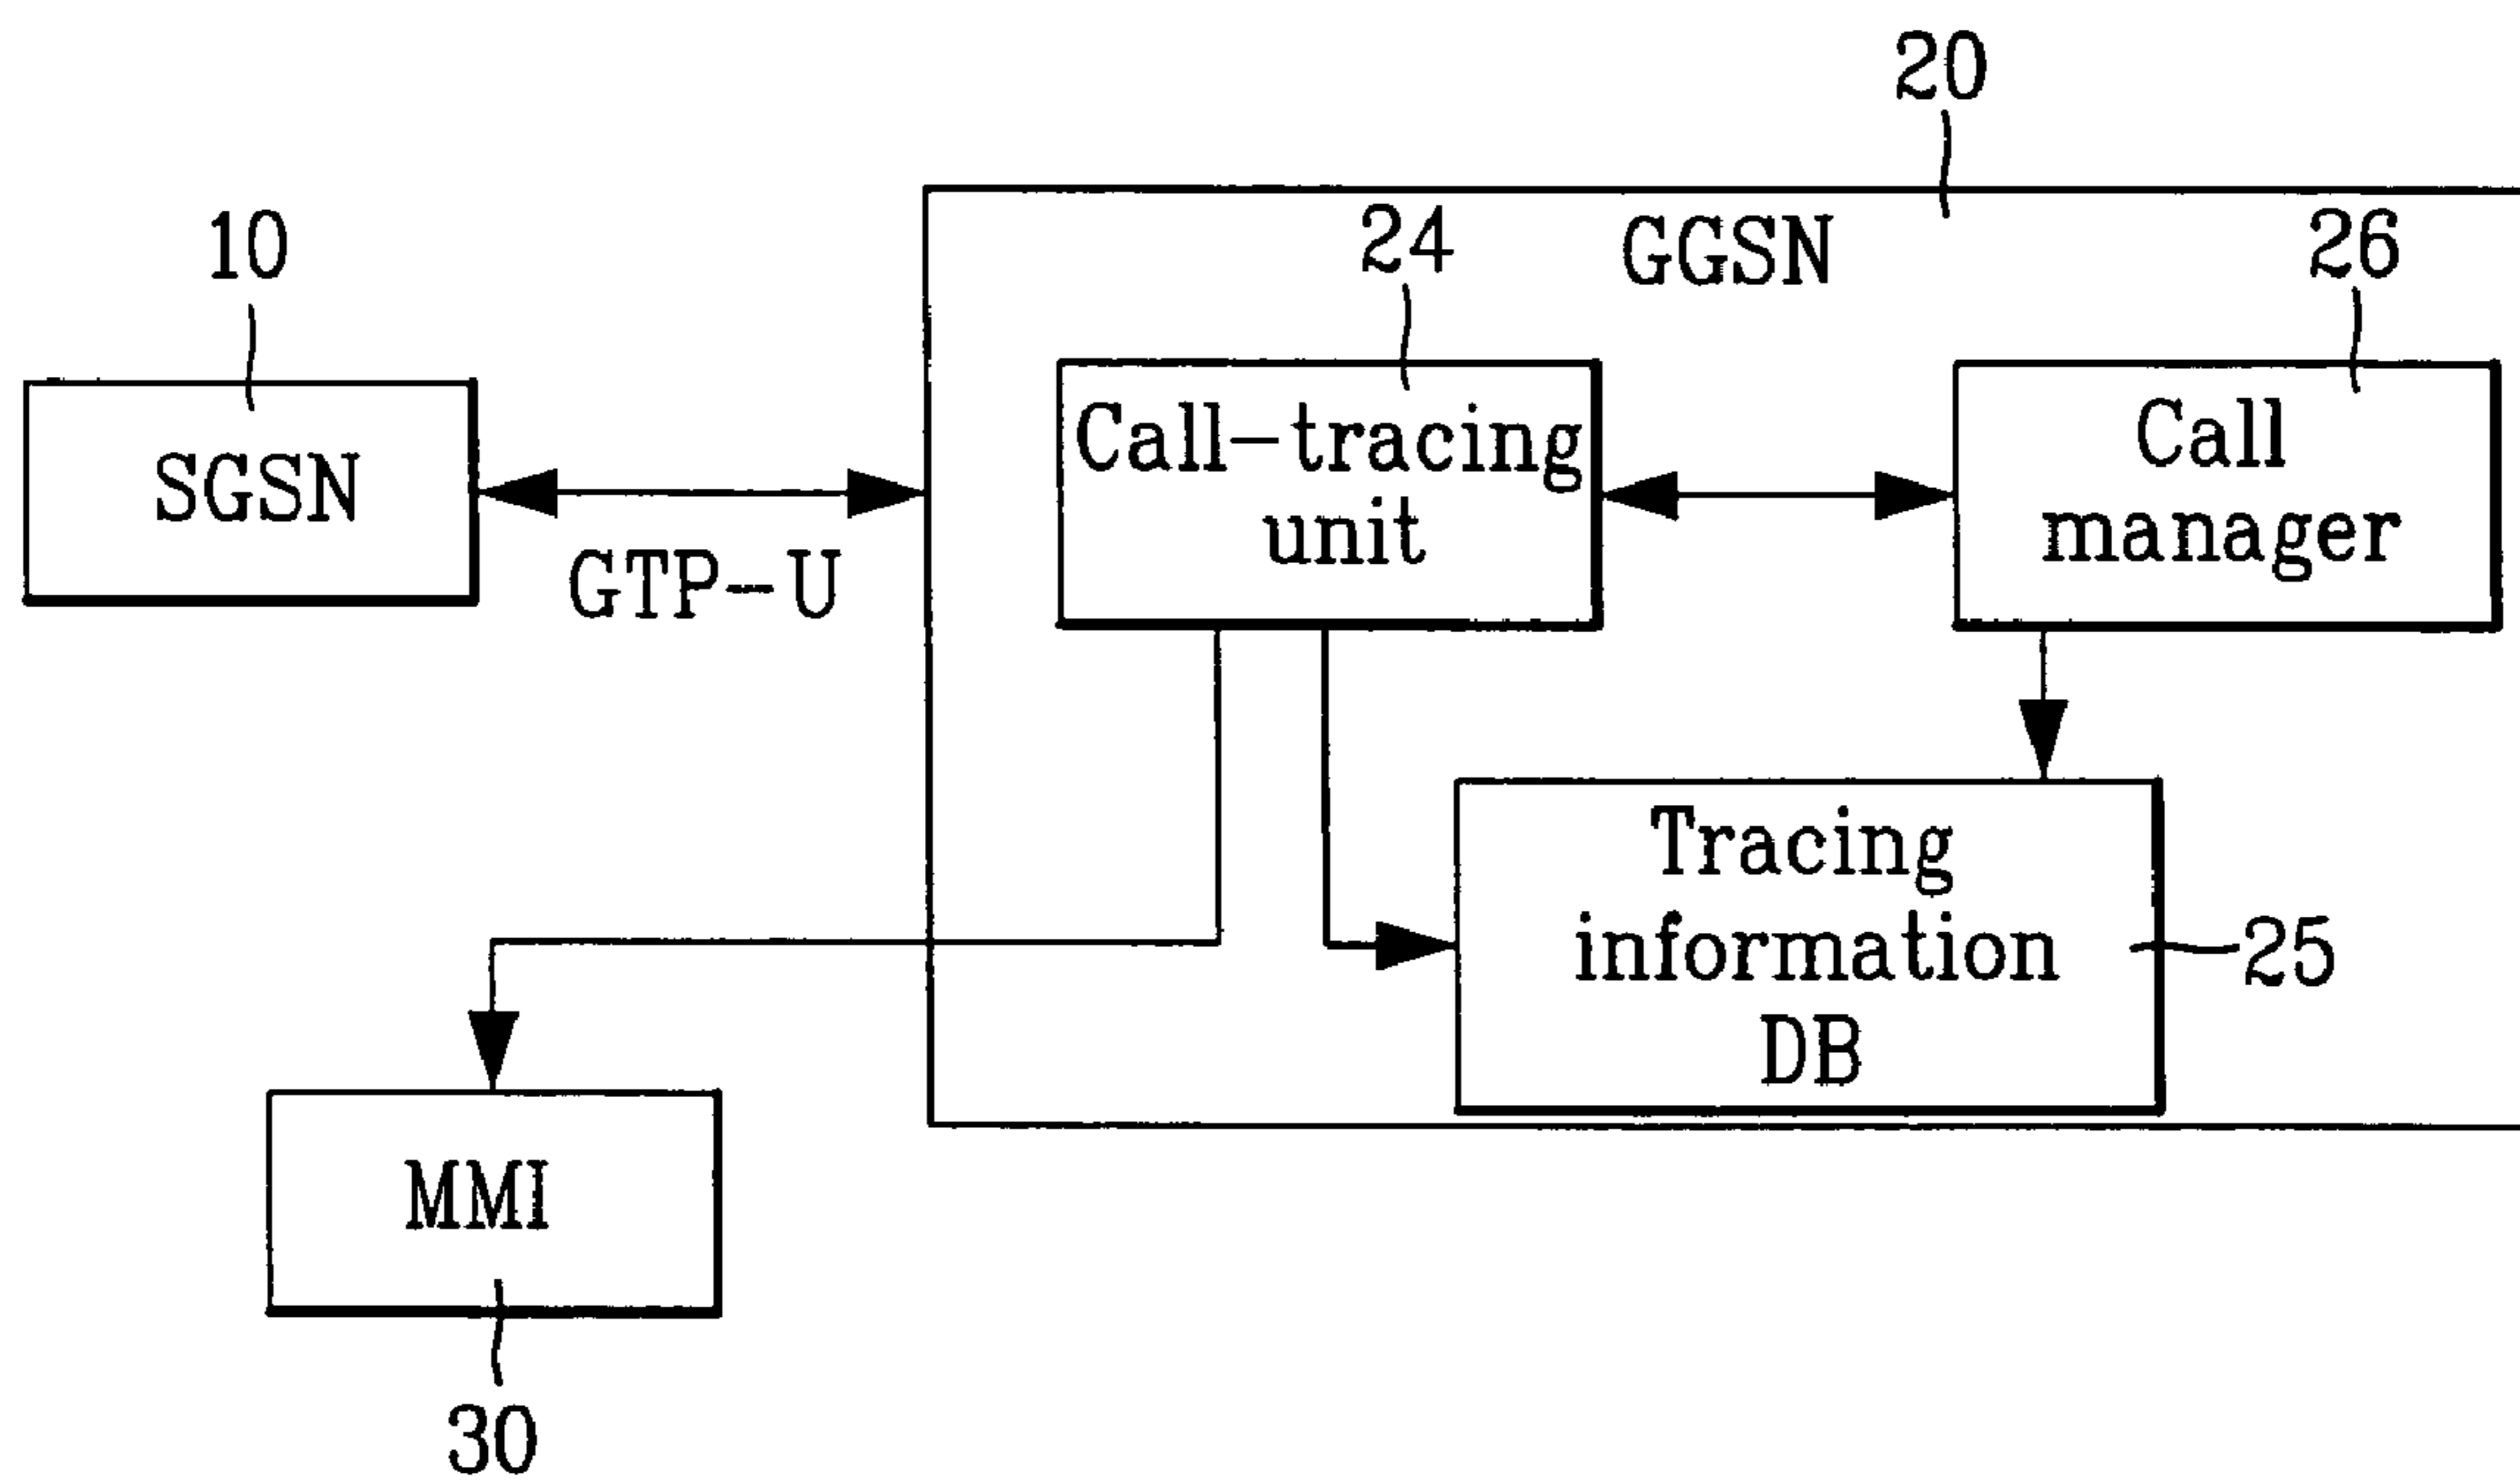 20
10
24
GGSN
26
SGSN
Call-tracing
unit
Call
manager
GTP-U
Tracing
information
DB
25
MMI
30